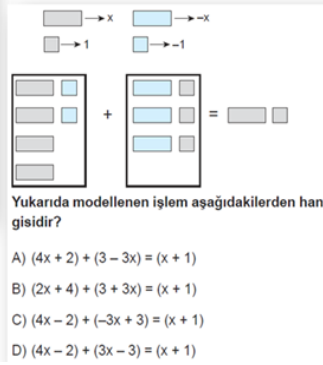 x -x
1 -1
+ =
Yukarıda modellenen işlem aşağıdakilerden han
gisidir?
A) (4x + 2) + (3 – 3x) = (x + 1)
B) (2x + 4) + (3 + 3x) = (x + 1)
C) (4x – 2) + (–3x + 3) = (x + 1)
D) (4x – 2) + (3x – 3) = (x + 1)